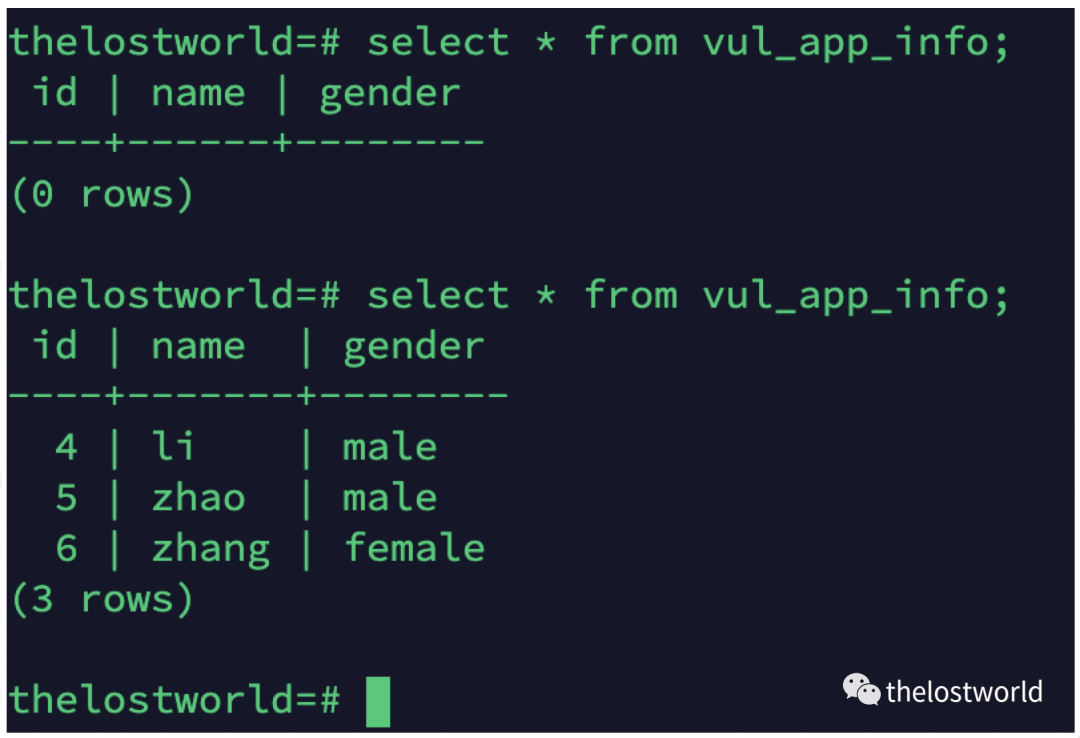 thelostworld=# select * from vul_app_info;
 id | name | gender
----+------+--------
(0 rows)
thelostworld=# select * from vul_app_info;
 id | name  | gender
----+-------+--------
  4 | li    | male
  5 | zhao  | male
  6 | zhang | female
(3 rows)
thelostworld=#
thelostworld